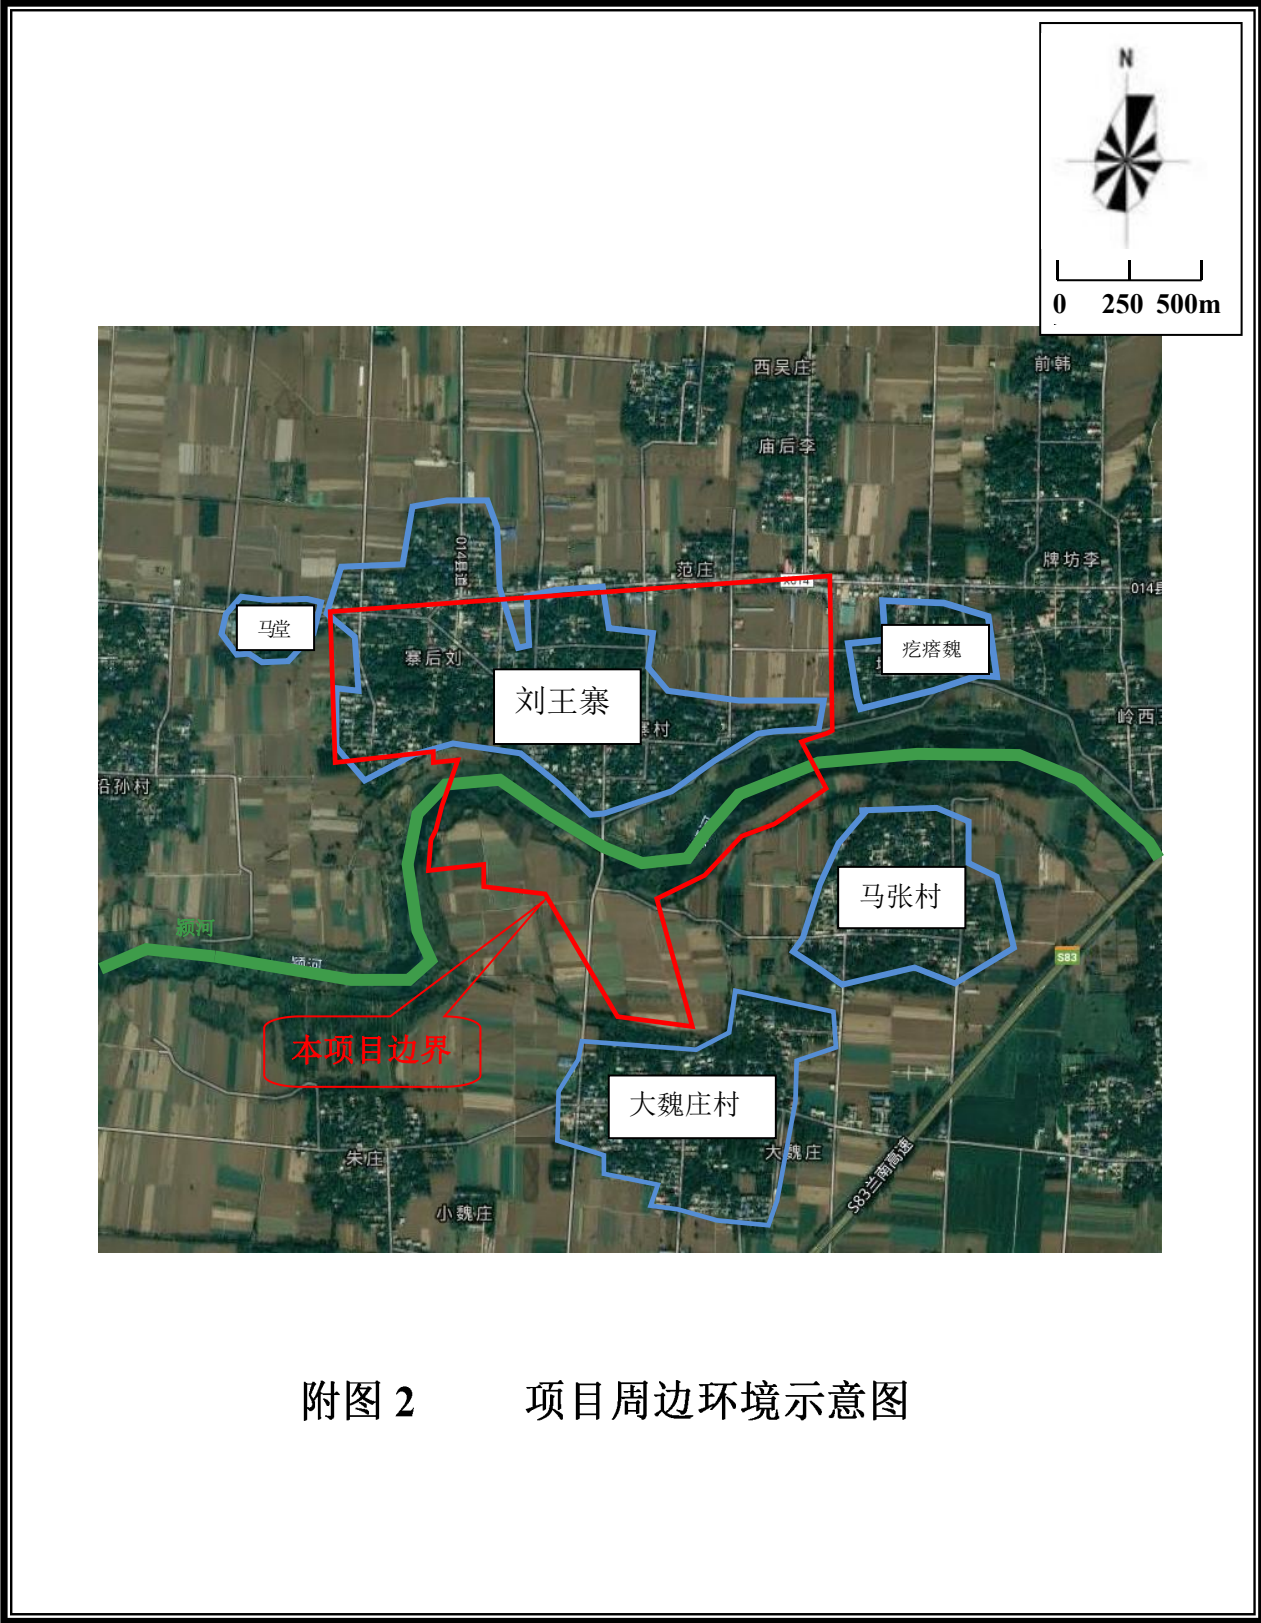 N
0 250 500m
西吴庄
前韩
庙后李
014县道
范庄
牌坊李
014县
马堂
疙瘩魏
寨后刘
刘王寨
寨村
岭西王
沿孙村
马张村
颍河
颍河
S83
本项目边界
大魏庄村
大魏庄
S83兰南高速
朱庄
小魏庄
附图 2 项目周边环境示意图